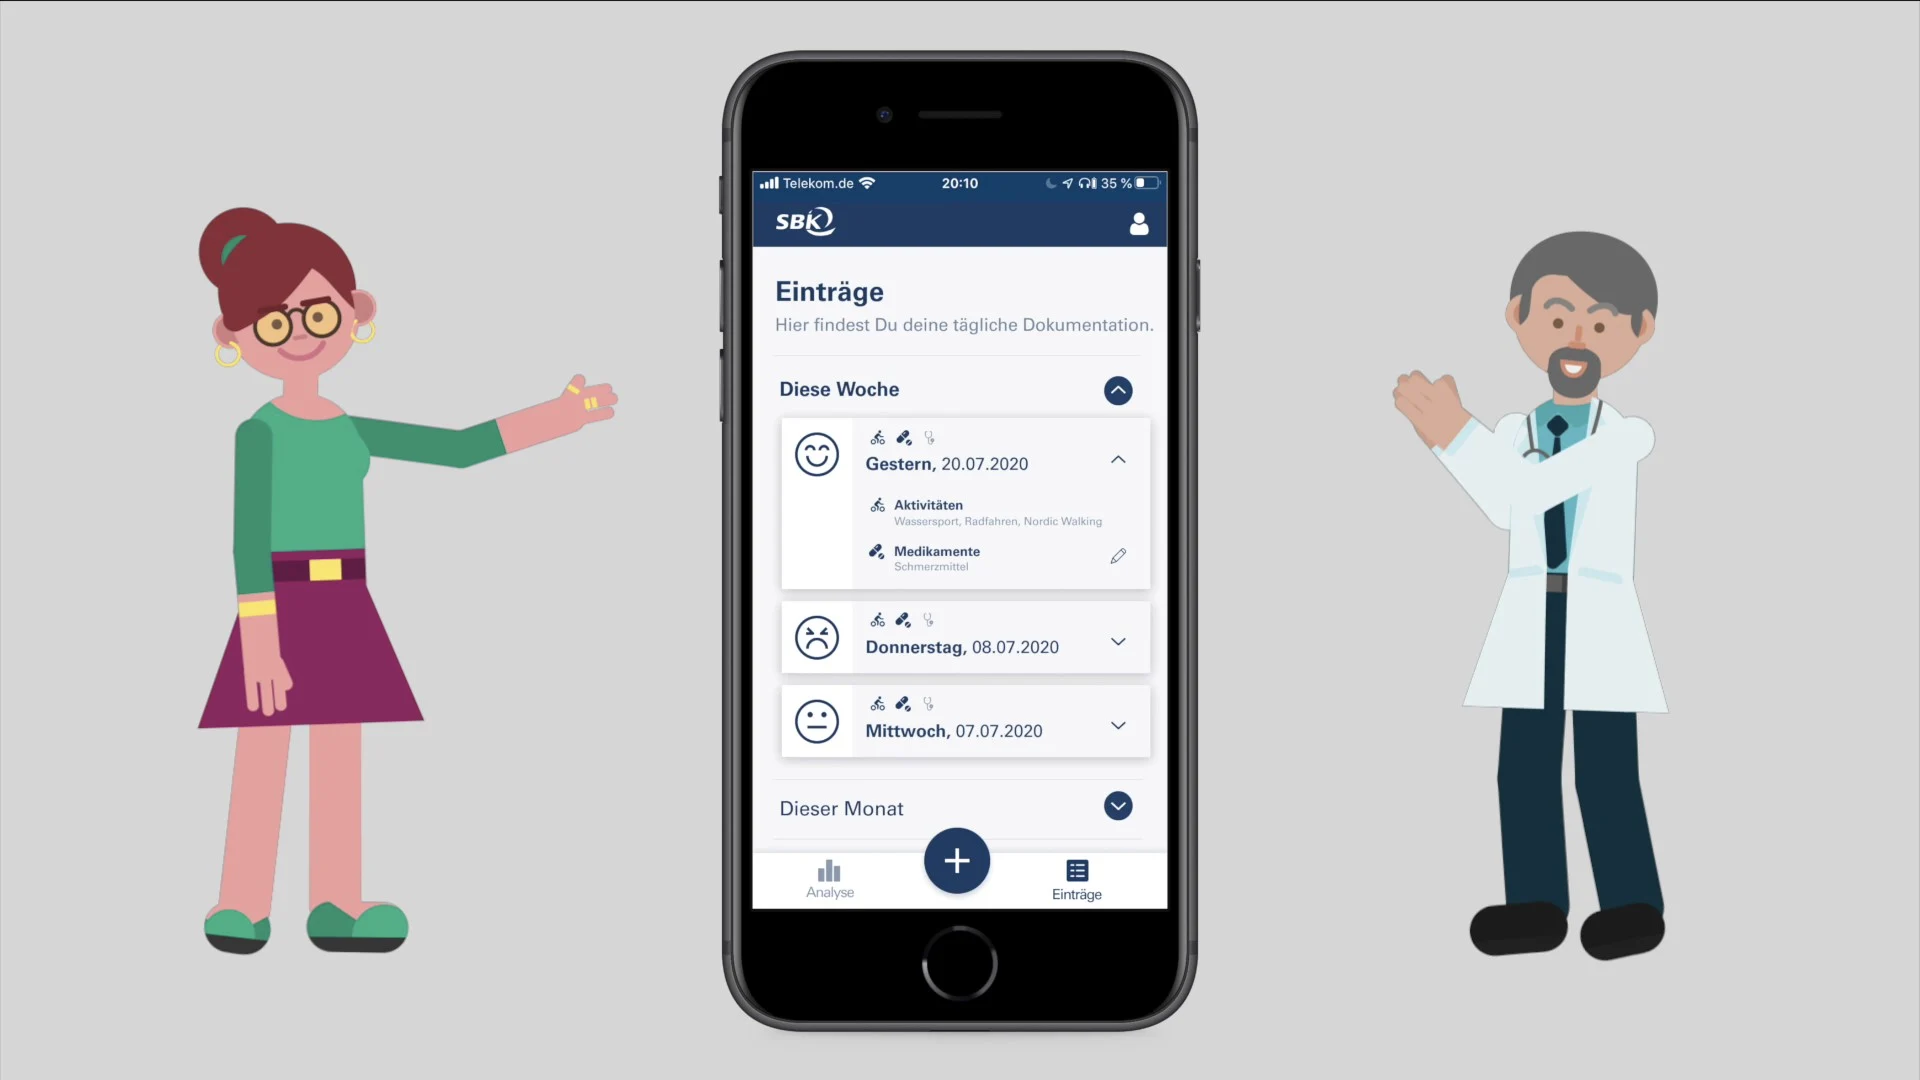 Telekom.de
20:10
35 %
SBK
Einträge
Hier findest Du deine tägliche Dokumentation.
Diese Woche
Gestern, 20.07.2020
Aktivitäten
Wassersport, Radfahren, Nordic Walking
Medikamente
Schmerzmittel
Donnerstag, 08.07.2020
Mittwoch, 07.07.2020
Dieser Monat
Analyse
Einträge